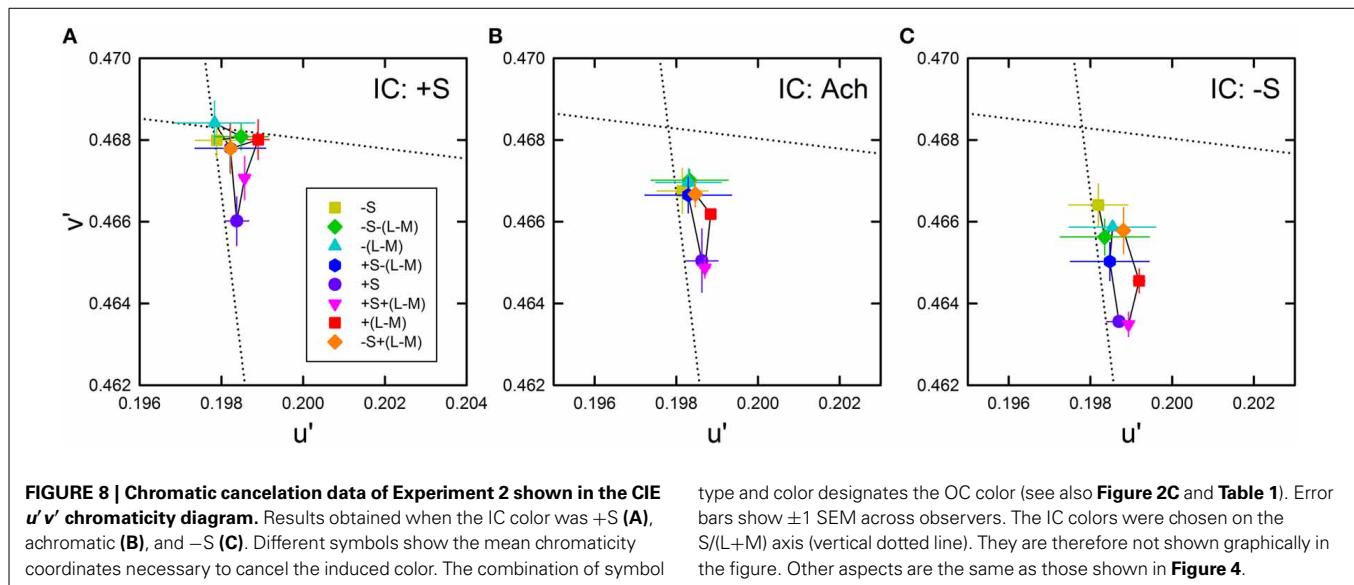 A
IC: +S
0.470
0.468
0.466
0.464
0.462
v'
0.196
0.198
0.200
0.202
0.204
u'
-S
-S-(L-M)
-(L-M)
+S-(L-M)
+S
+S+(L-M)
+(L-M)
-S+(L-M)
B
IC: Ach
0.470
0.468
0.466
0.464
0.462
0.196
0.198
0.200
0.202
u'
C
IC: -S
0.470
0.468
0.466
0.464
0.462
0.196
0.198
0.200
0.202
u'
FIGURE 8 | Chromatic cancelation data of Experiment 2 shown in the CIE
u′v′ chromaticity diagram. Results obtained when the IC color was +S (A),
achromatic (B), and −S (C). Different symbols show the mean chromaticity
coordinates necessary to cancel the induced color. The combination of symbol
type and color designates the OC color (see also Figure 2C and Table 1). Error
bars show ±1 SEM across observers. The IC colors were chosen on the
S/(L+M) axis (vertical dotted line). They are therefore not shown graphically in
the figure. Other aspects are the same as those shown in Figure 4.